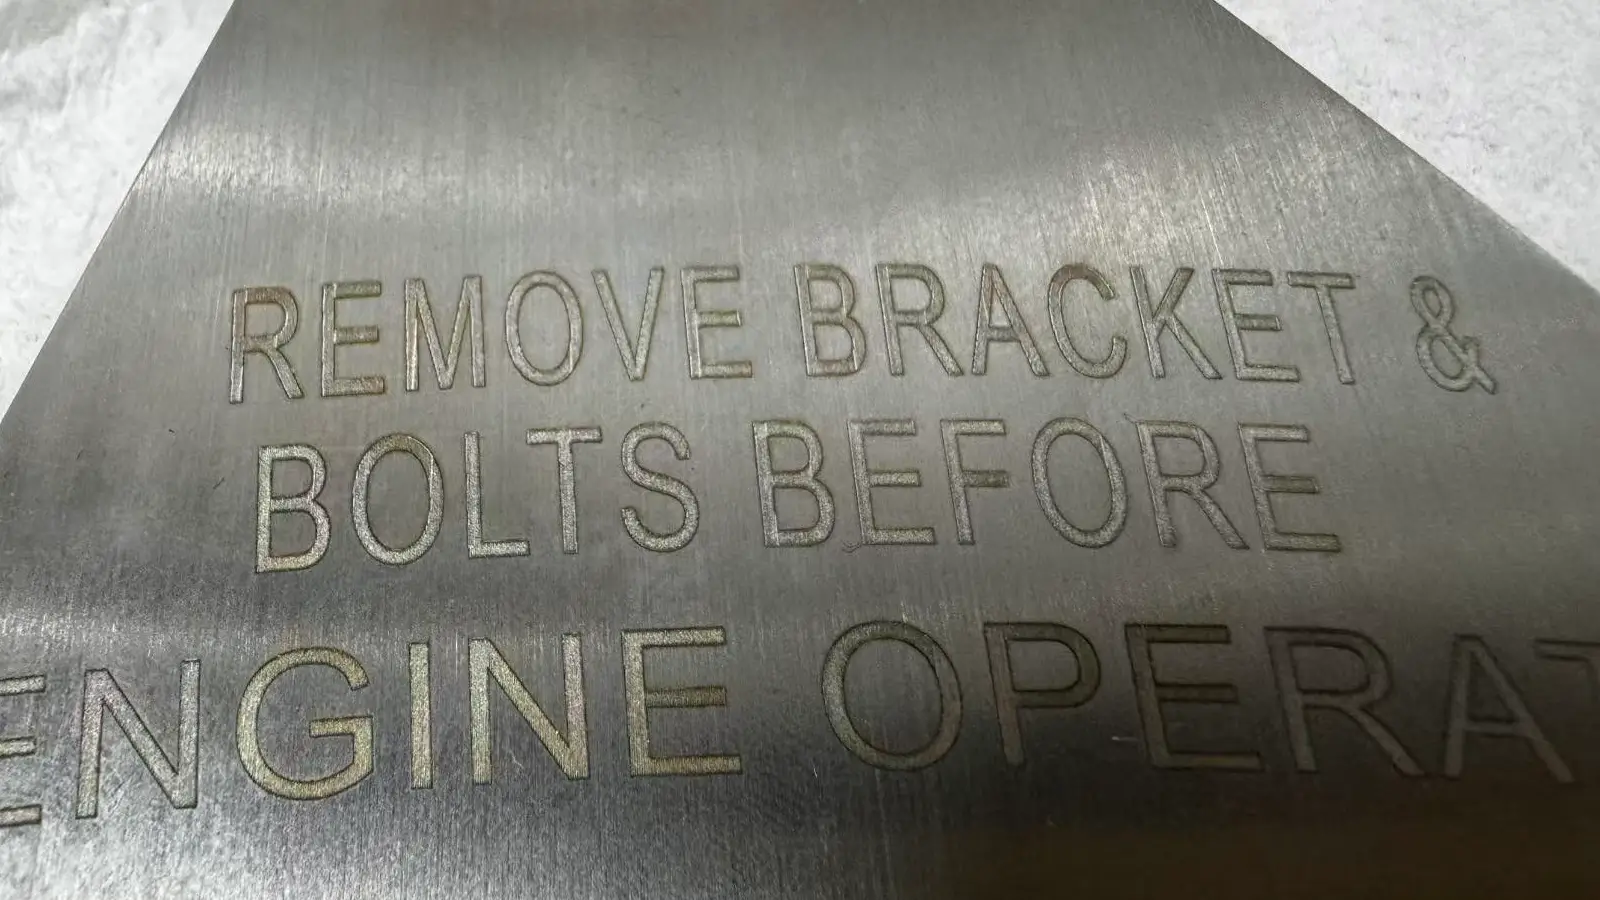 REMOVE BRACKET &
BOLTS BEFORE
ENGINE OPERAT